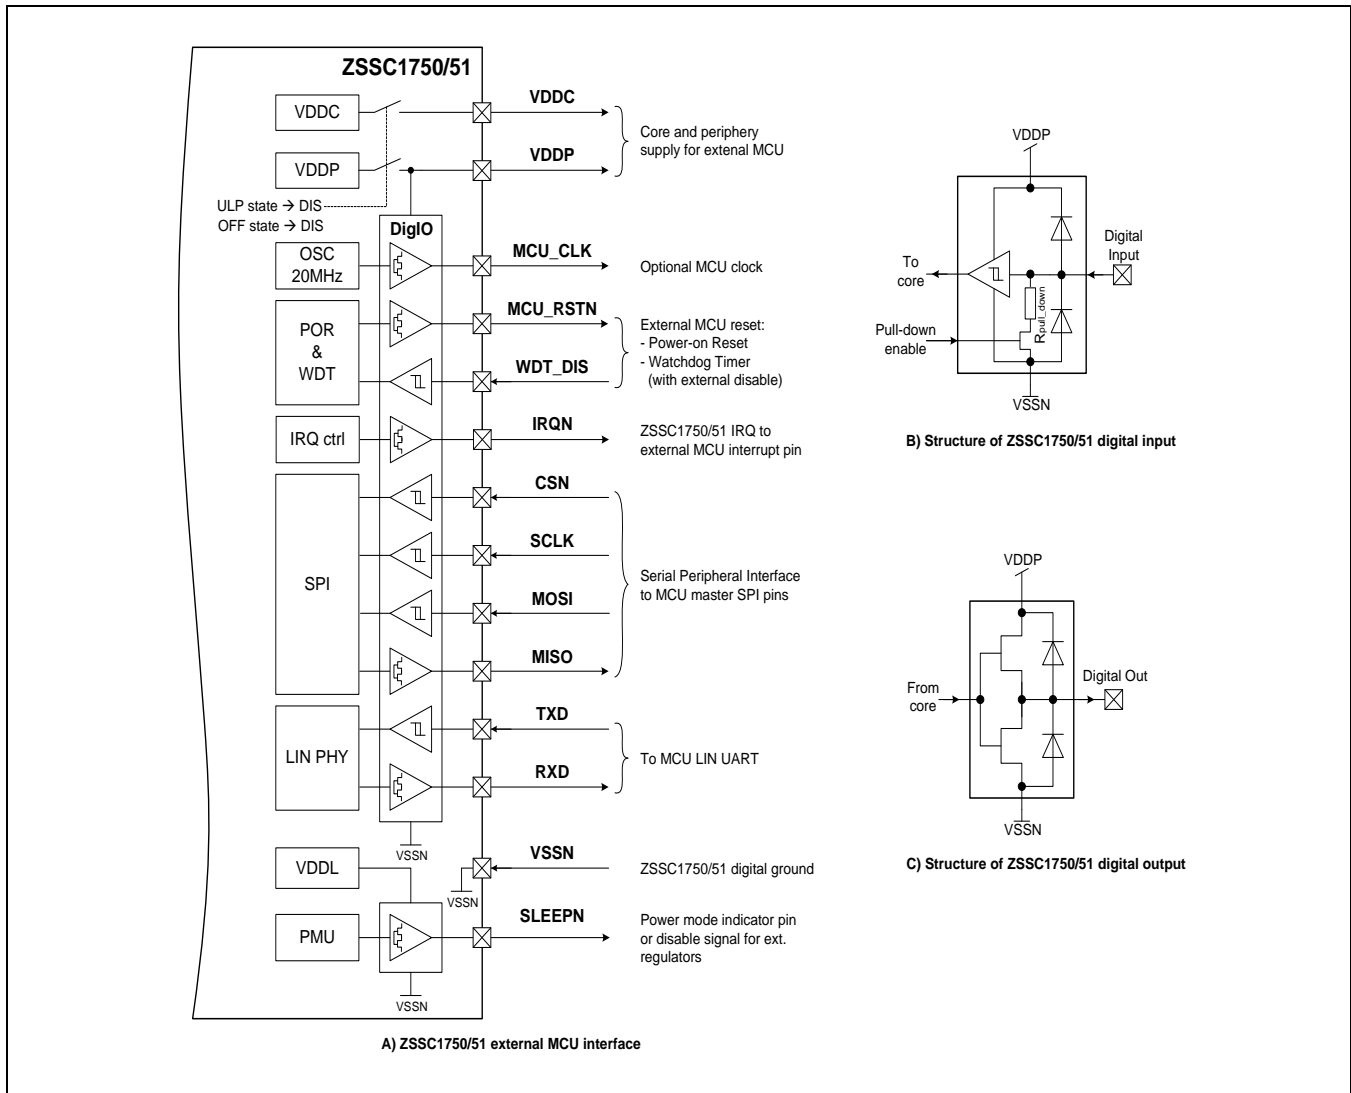 ZSSC1750/51
VDDC
VDDC
Core and periphery
supply for extenal MCU
VDDP
VDDP
ULP state → DIS
OFF state → DIS
DigIO
OSC
20MHz
MCU_CLK
Optional MCU clock
POR
&
WDT
MCU_RSTN
External MCU reset:
- Power-on Reset
- Watchdog Timer
(with external disable)
WDT_DIS
IRQ ctrl
IRQN
ZSSC1750/51 IRQ to
external MCU interrupt pin
SPI
CSN
SCLK
MOSI
MISO
Serial Peripheral Interface
to MCU master SPI pins
LIN PHY
TXD
RXD
To MCU LIN UART
VSSN
VDDL
VSSN
VSSN
ZSSC1750/51 digital ground
PMU
SLEEPN
Power mode indicator pin
or disable signal for ext.
regulators
VSSN
A) ZSSC1750/51 external MCU interface
VDDP
To
core
Digital
Input
Rpull_down
Pull-down
enable
VSSN
B) Structure of ZSSC1750/51 digital input
VDDP
From
core
Digital Out
VSSN
C) Structure of ZSSC1750/51 digital output